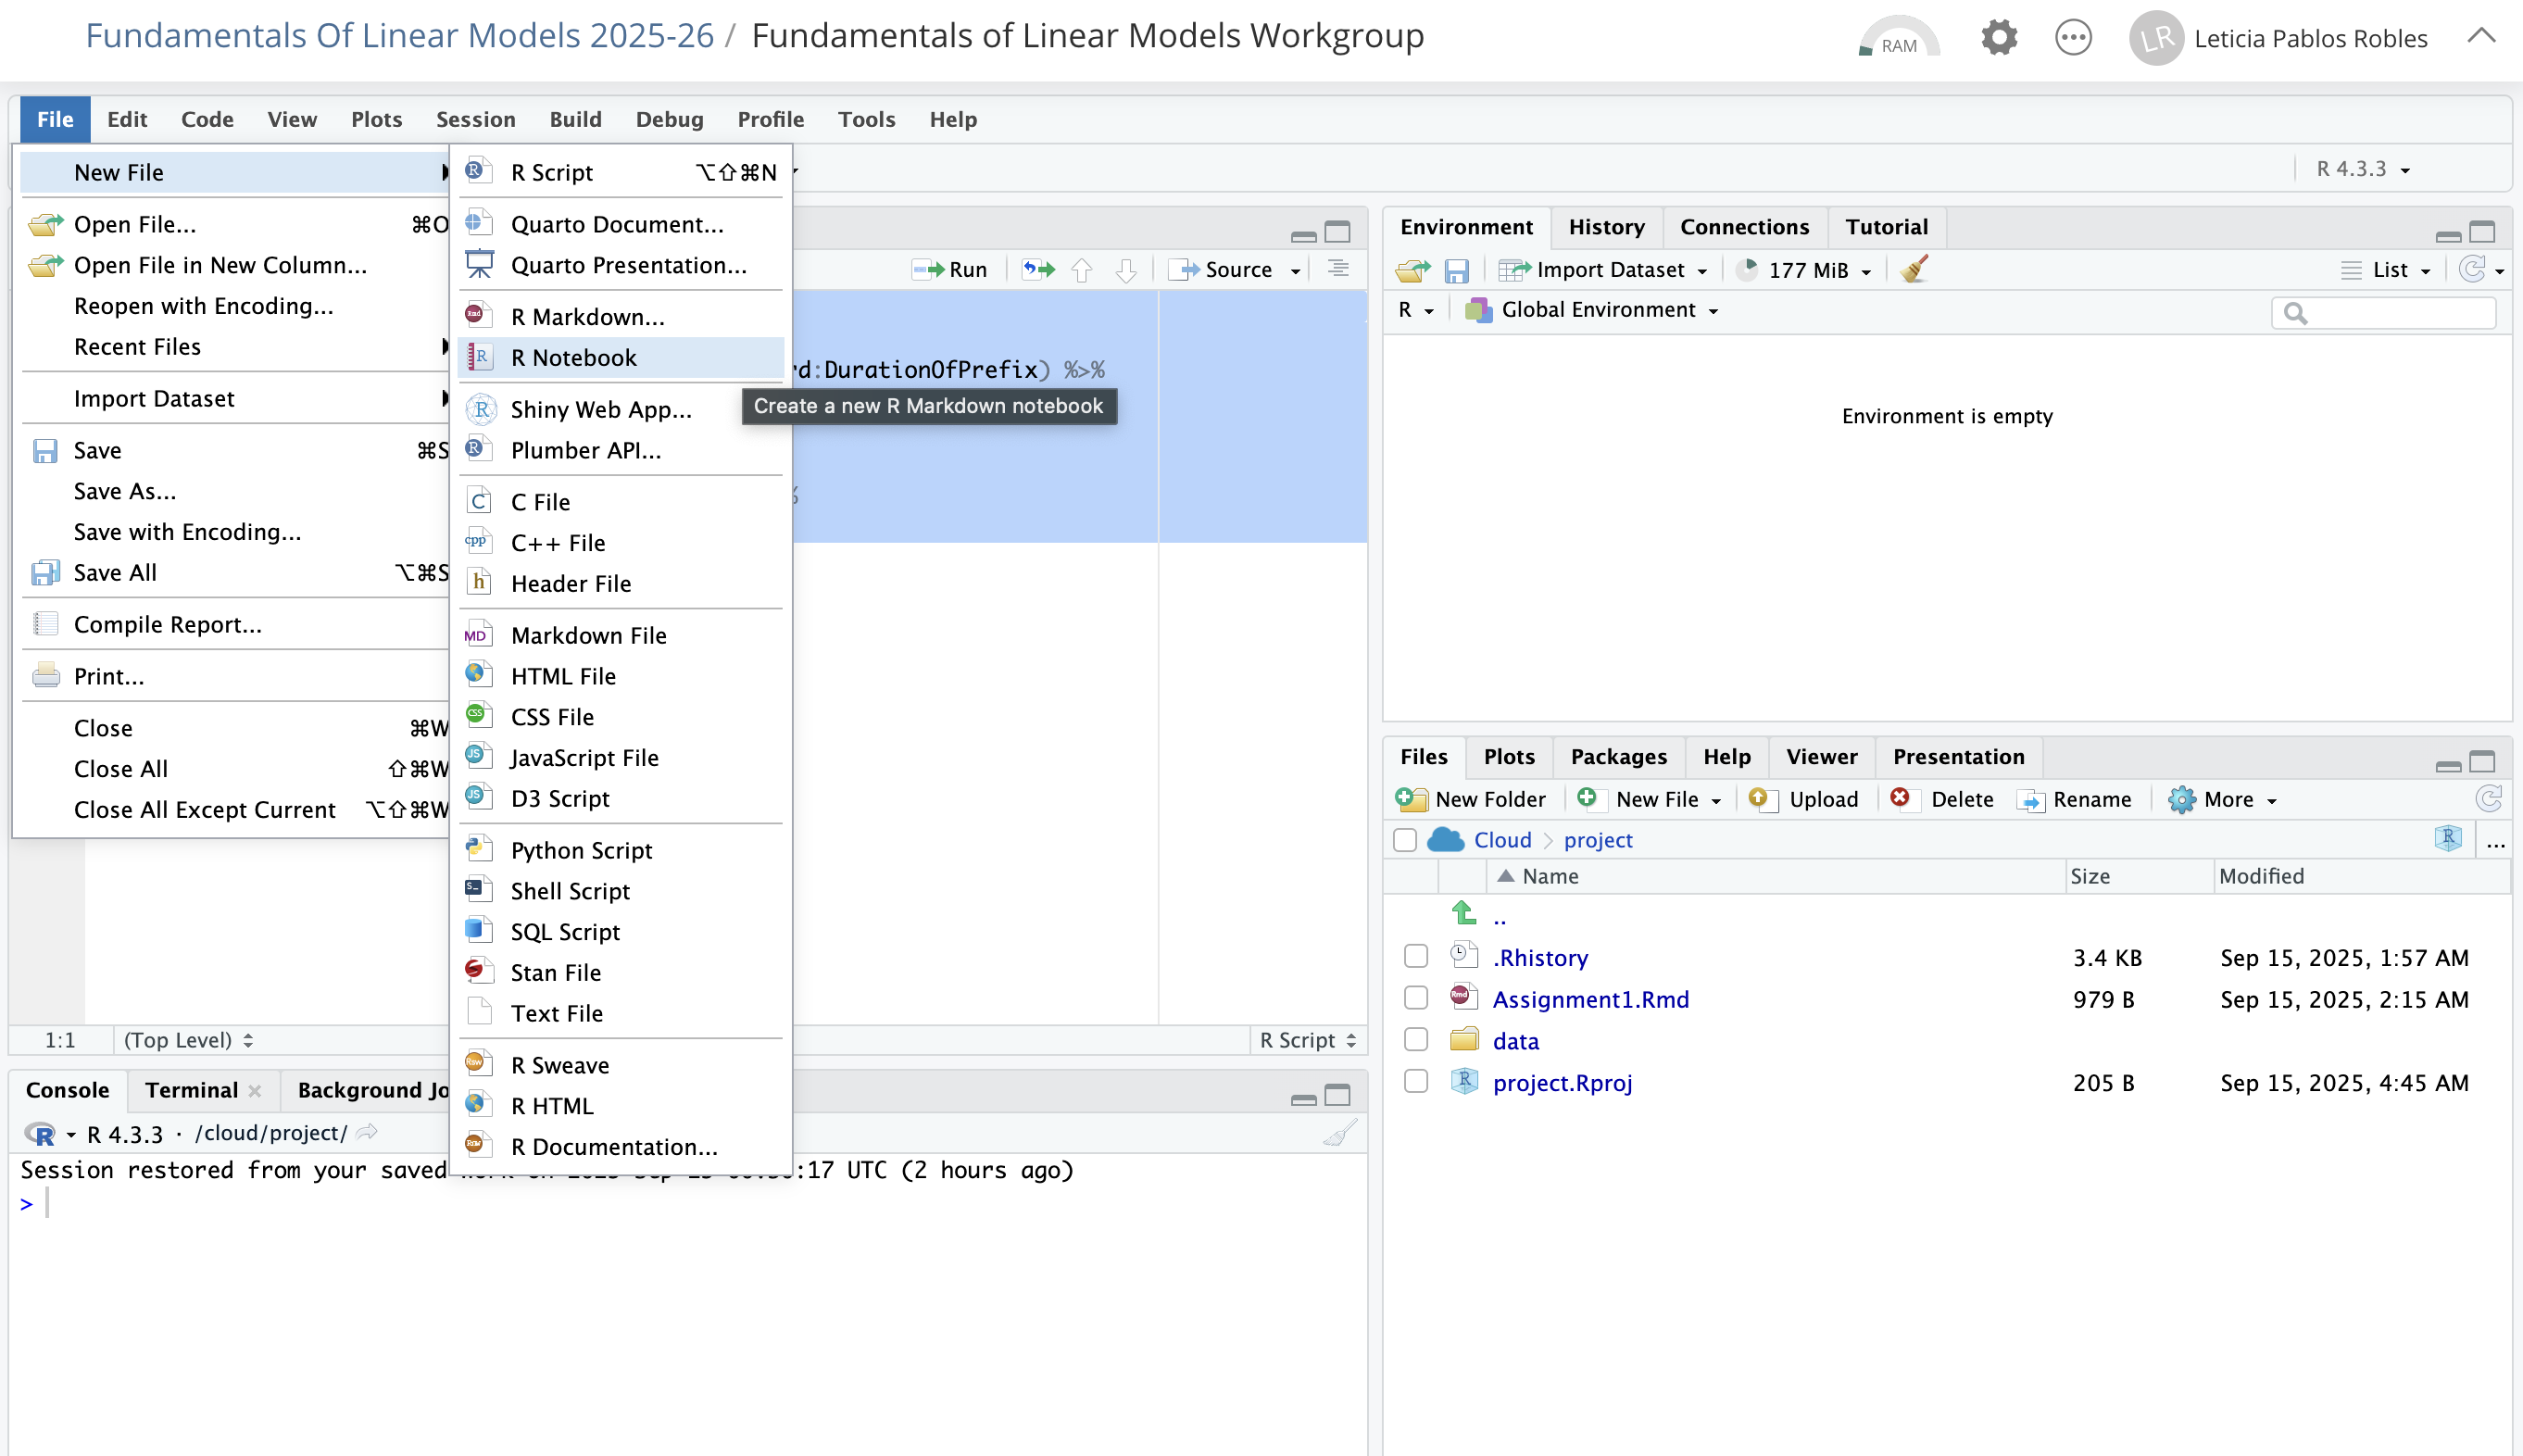 Fundamentals Of Linear Models 2025-26 / Fundamentals of Linear Models Workgroup
RAM
LR Leticia Pablos Robles
File Edit Code View Plots Session Build Debug Profile Tools Help
R 4.3.3
New File
Open File... ⌘O
Open File in New Column...
Reopen with Encoding...
Recent Files
Import Dataset
Save ⌘S
Save As...
Save with Encoding...
Save All ⌥⌘S
Compile Report...
Print...
Close ⌘W
Close All ⇧⌘W
Close All Except Current ⌥⇧⌘W
R Script ⌥⇧⌘N
Quarto Document...
Quarto Presentation...
R Markdown...
R Notebook
Shiny Web App...
Plumber API...
C File
C++ File
Header File
Markdown File
HTML File
CSS File
JavaScript File
D3 Script
Python Script
Shell Script
SQL Script
Stan File
Text File
R Sweave
R HTML
R Documentation...
Create a new R Markdown notebook
Run Source
rd:DurationOfPrefix) %>%
1:1 (Top Level) R Script
Console Terminal Background Jo
R 4.3.3 · /cloud/project/
Session restored from your saved :17 UTC (2 hours ago)
>
Environment History Connections Tutorial
Import Dataset 177 MiB List
R Global Environment
Environment is empty
Files Plots Packages Help Viewer Presentation
New Folder New File Upload Delete Rename More
Cloud project ...
Name Size Modified
..
.Rhistory 3.4 KB Sep 15, 2025, 1:57 AM
Assignment1.Rmd 979 B Sep 15, 2025, 2:15 AM
data
project.Rproj 205 B Sep 15, 2025, 4:45 AM